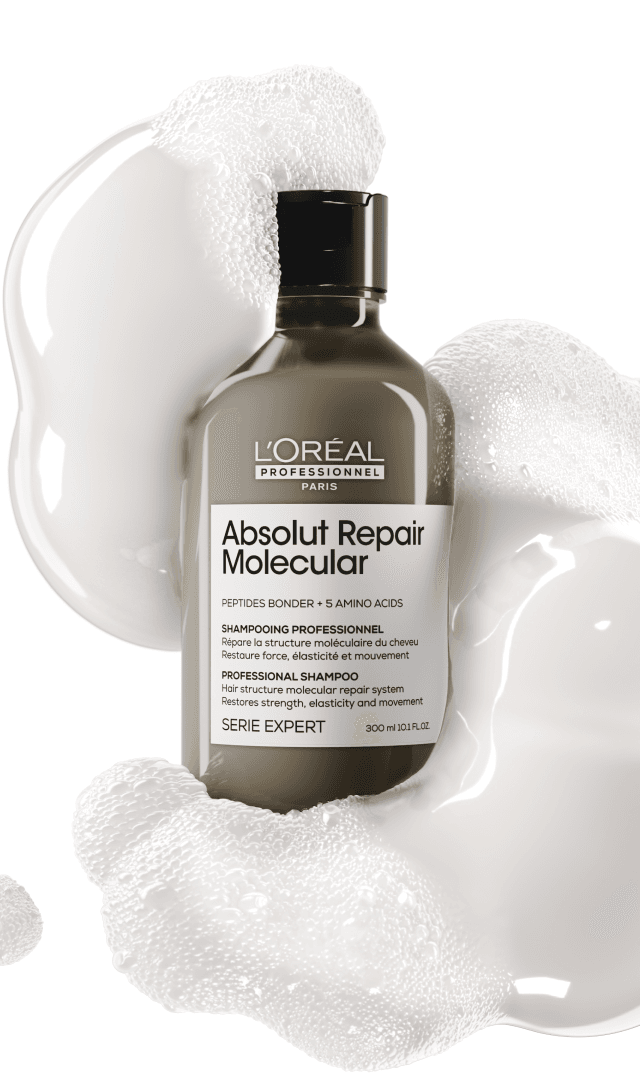 L'ORÉAL
PROFESSIONNEL
PARIS
Absolut Repair
Molecular
PEPTIDES BONDER + 5 AMINO ACIDS
SHAMPOOING PROFESSIONNEL
Répare la structure moléculaire du cheveu
Restaure force, élasticité et mouvement
PROFESSIONAL SHAMPOO
Hair structure molecular repair system
Restores strength, elasticity and movement
SERIE EXPERT 300 ml 10.1 FL.OZ.